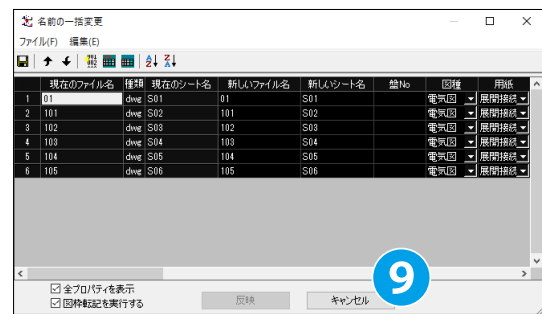 名前の一括変更
ファイル(F) 編集(E)
現在のファイル名 種類 現在のシート名 新しいファイル名 新しいシート名 盤No 図種 用紙
1 01 dwg S01 01 S01 電気図 展開接続
2 101 dwg S02 101 S02 電気図 展開接続
3 102 dwg S03 102 S03 電気図 展開接続
4 103 dwg S04 103 S04 電気図 展開接続
5 104 dwg S05 104 S05 電気図 展開接続
6 105 dwg S06 105 S06 電気図 展開接続
9
全プロパティを表示
図枠転記を実行する
反映 キャンセル